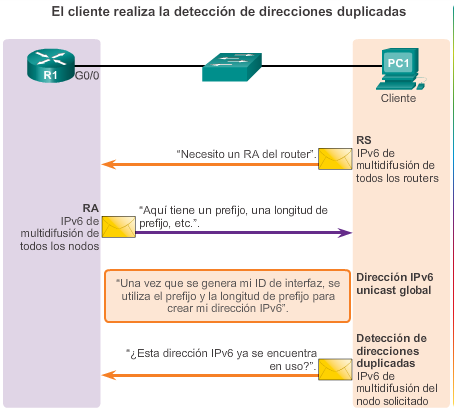 El cliente realiza la detección de direcciones duplicadas
R1
G0/0
PC1
Cliente
RS
IPv6 de
multidifusión de
todos los routers
“Necesito un RA del router”.
RA
IPv6 de
multidifusión de
todos los nodos
“Aquí tiene un prefijo, una longitud de
prefijo, etc.”.
“Una vez que se genera mi ID de interfaz, se
utiliza el prefijo y la longitud de prefijo para
crear mi dirección IPv6”.
Dirección IPv6
unicast global
“¿Esta dirección IPv6 ya se encuentra
en uso?”.
Detección de
direcciones
duplicadas
IPv6 de
multidifusión del
nodo solicitado